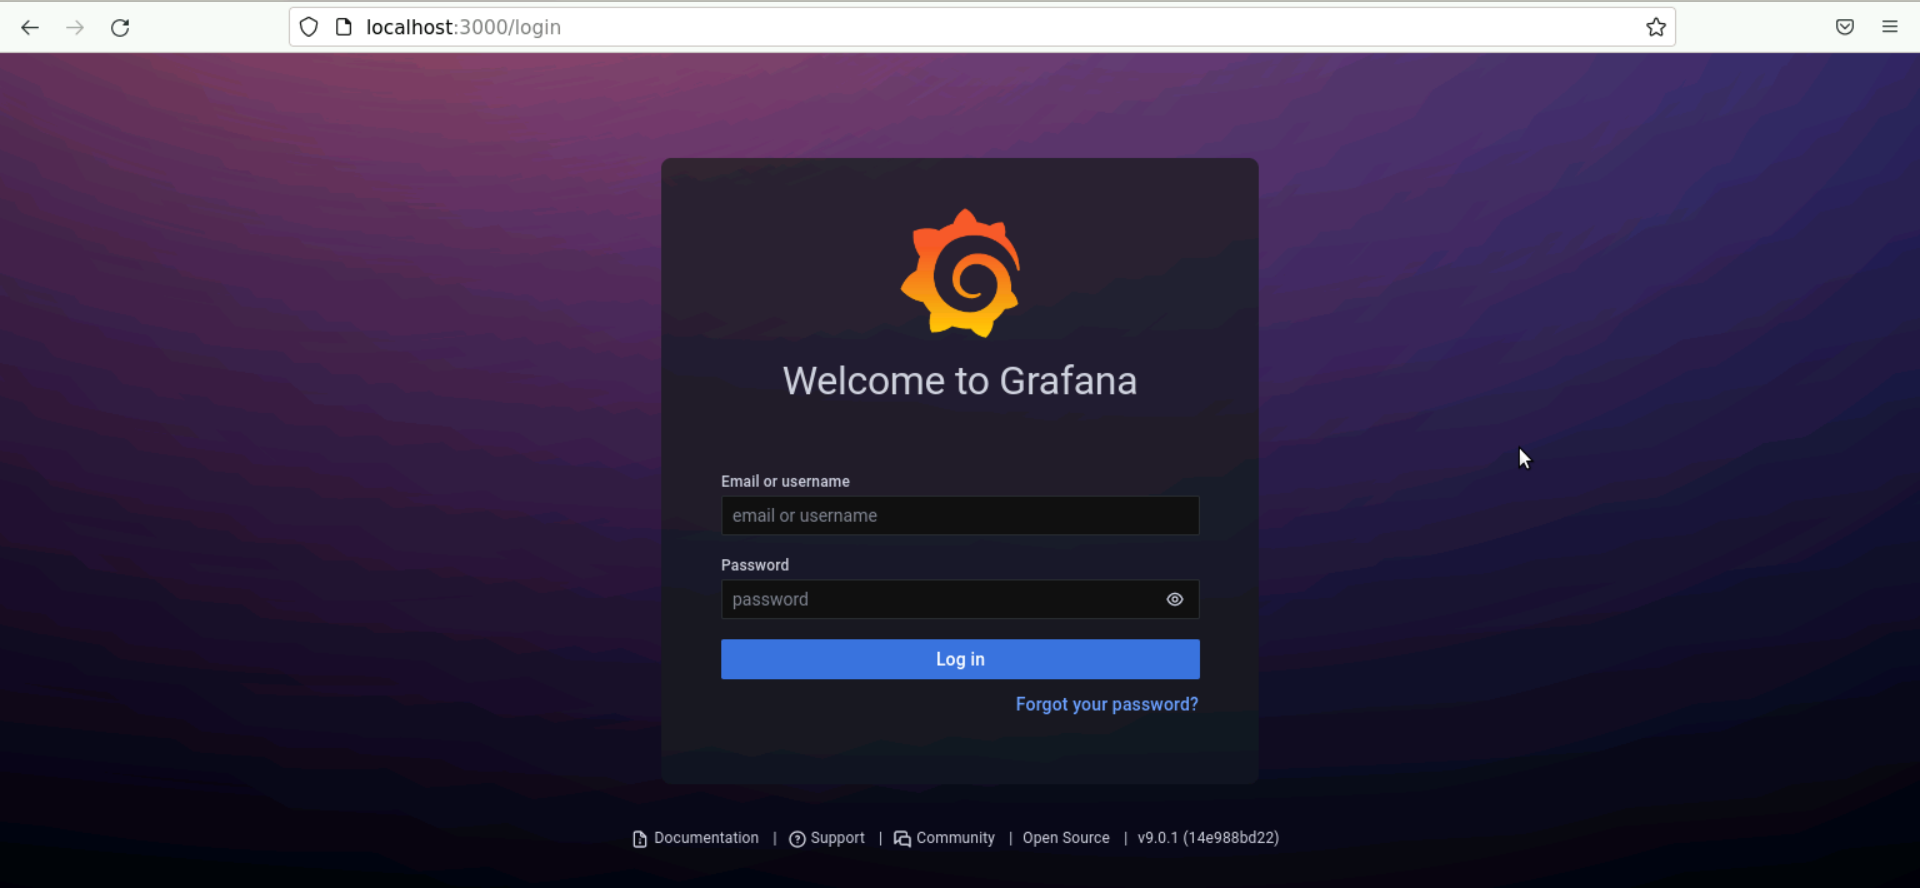 localhost:3000/login
Welcome to Grafana
Email or username
email or username
Password
password
Log in
Forgot your password?
Documentation | Support | Community | Open Source | v9.0.1 (14e988bd22)